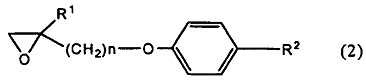 R¹
O (CH₂)n—O R² (2)